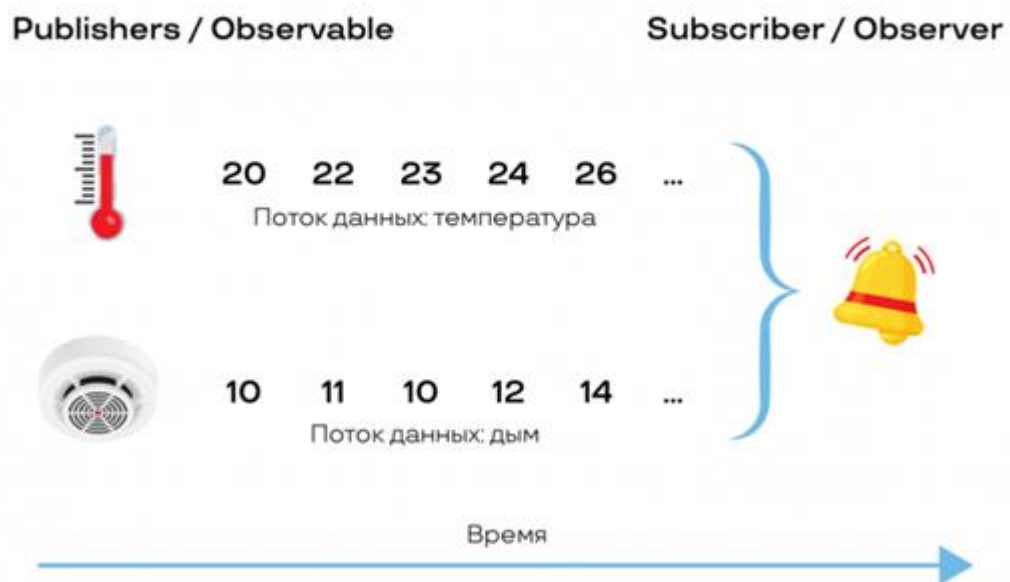 Publishers / Observable
Subscriber / Observer
20 22 23 24 26 ...
Поток данных: температура
10 11 10 12 14 ...
Поток данных: дым
Время